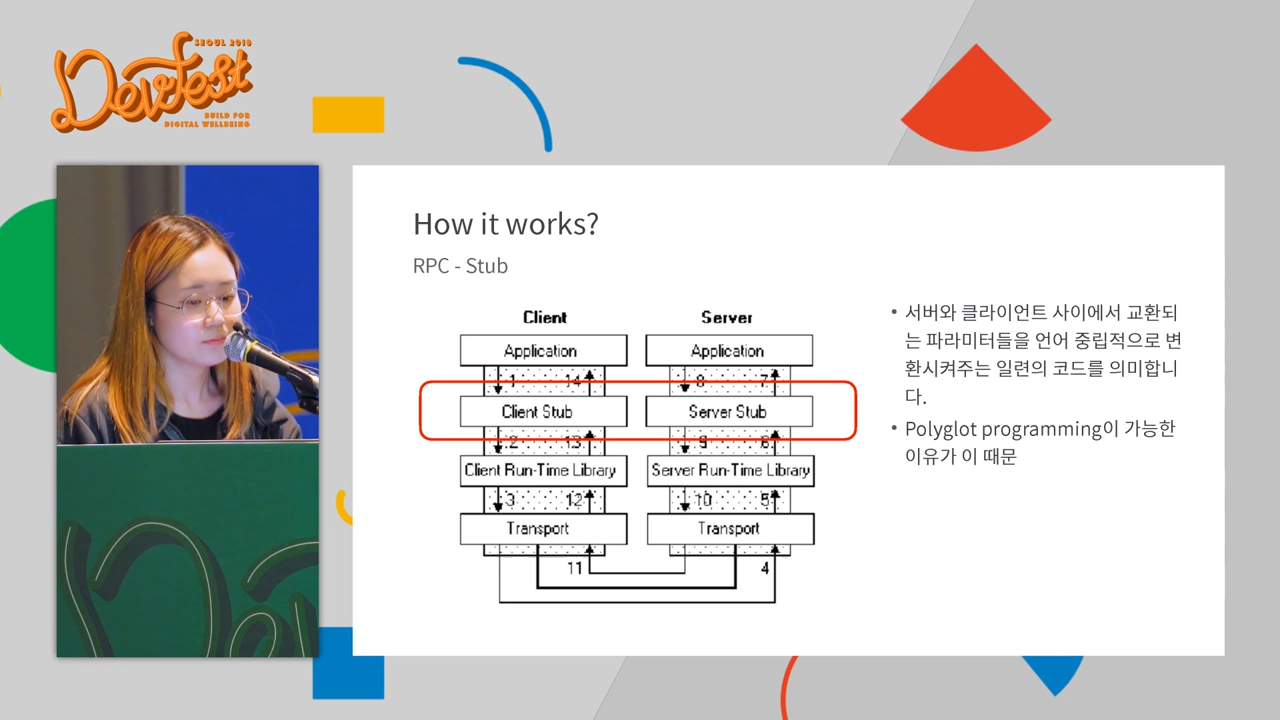 SEOUL 2018
DevFest
BUILD FOR
DIGITAL WELLBEING
How it works?
RPC - Stub
Client
Server
Application
Application
1
14
8
7
Client Stub
Server Stub
2
13
9
6
Client Run-Time Library
Server Run-Time Library
3
12
10
5
Transport
Transport
11
4
• 서버와 클라이언트 사이에서 교환되
는 파라미터들을 언어 중립적으로 변
환시켜주는 일련의 코드를 의미합니
다.
• Polyglot programming이 가능한
이유가 이 때문
Dev